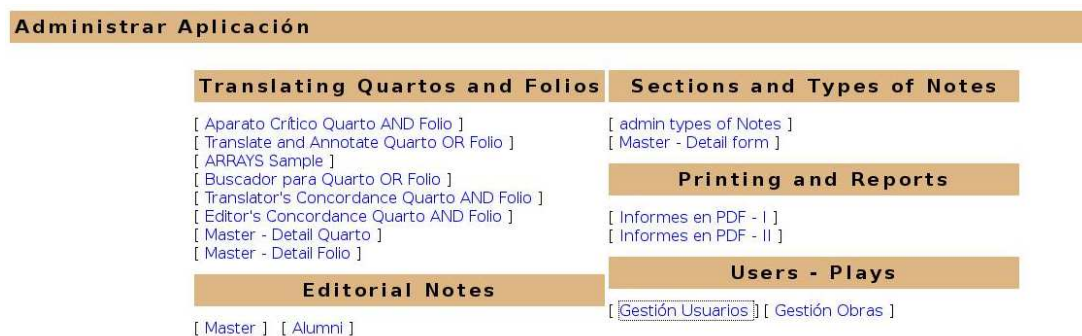 Administrar Aplicación
Translating Quartos and Folios
[ Aparato Crítico Quarto AND Folio ]
[ Translate and Annotate Quarto OR Folio ]
[ ARRAYS Sample ]
[ Buscador para Quarto OR Folio ]
[ Translator's Concordance Quarto AND Folio ]
[ Editor's Concordance Quarto AND Folio ]
[ Master - Detail Quarto ]
[ Master - Detail Folio ]
Editorial Notes
[ Master ] [ Alumni ]
Sections and Types of Notes
[ admin types of Notes ]
[ Master - Detail form ]
Printing and Reports
[ Informes en PDF - I ]
[ Informes en PDF - II ]
Users - Plays
[ Gestión Usuarios ] [ Gestión Obras ]